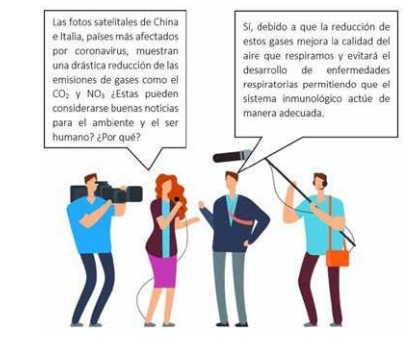 Las fotos satelitales de China
e Italia, países más afectados
por coronavirus, muestran
una drástica reducción de las
emisiones de gases como el
CO₂ y NO₃ ¿Estas pueden
considerarse buenas noticias
para el ambiente y el ser
humano? ¿Por qué?
Sí, debido a que la reducción de
estos gases mejora la calidad del
aire que respiramos y evitará el
desarrollo de enfermedades
respiratorias permitiendo que el
sistema inmunológico actúe de
manera adecuada.